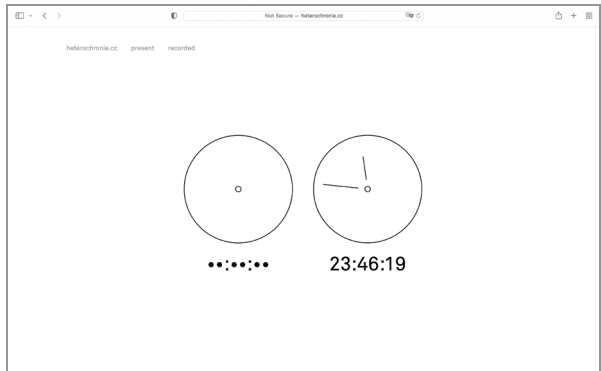 Not Secure — heterochronie.cc
heterochronie.cc present recorded
••:••:•• 23:46:19